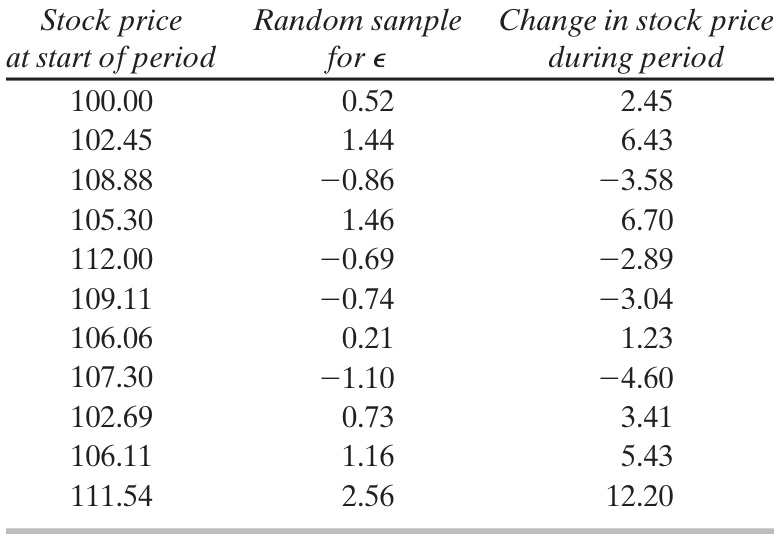 Stock price Random sample Change in stock price
at start of period for ϵ during period
100.00 0.52 2.45
102.45 1.44 6.43
108.88 −0.86 −3.58
105.30 1.46 6.70
112.00 −0.69 −2.89
109.11 −0.74 −3.04
106.06 0.21 1.23
107.30 −1.10 −4.60
102.69 0.73 3.41
106.11 1.16 5.43
111.54 2.56 12.20